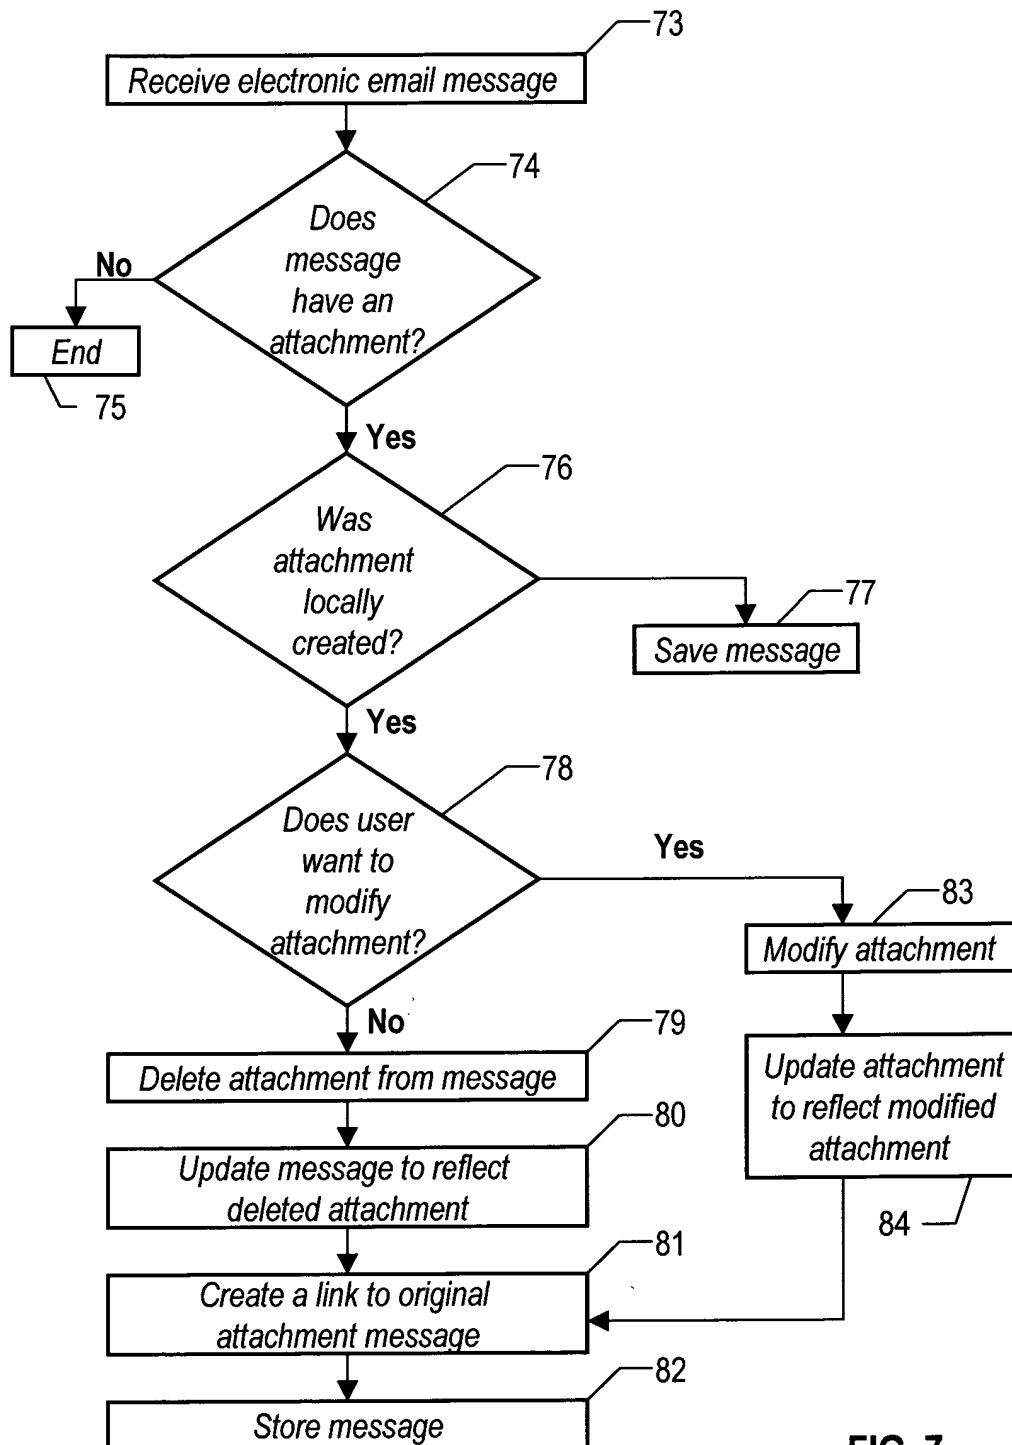 73
Receive electronic email message
74
Does
message
have an
attachment?
No
End
75
Yes
76
Was
attachment
locally
created?
77
Save message
Yes
78
Does user
want to
modify
attachment?
Yes
83
Modify attachment
No
79
Delete attachment from message
Update attachment
to reflect modified
attachment
84
80
Update message to reflect
deleted attachment
81
Create a link to original
attachment message
82
Store message